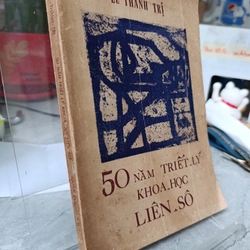 LÊ THÀNH TRỊ
50 NĂM TRIẾT.LÝ
KHOA.HỌC
LIÊN.SÔ